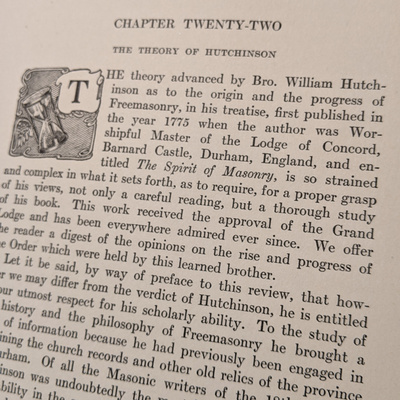 CHAPTER TWENTY-TWO
THE THEORY OF HUTCHINSON
THE theory advanced by Bro. William Hutch-
inson as to the origin and the progress of
Freemasonry, in his treatise, first published in
the year 1775 when the author was Wor-
shipful Master of the Lodge of Concord,
Barnard Castle, Durham, England, and en-
titled The Spirit of Masonry, is so strained
and complex in what it sets forth, as to require, for a proper grasp
of his views, not only a careful reading, but a thorough study
of his book. This work received the approval of the Grand
Lodge and has been everywhere admired ever since. We offer
the reader a digest of the opinions on the rise and progress of
the Order which were held by this learned brother.
Let it be said, by way of preface to this review, that how-
we may differ from the verdict of Hutchinson, he is entitled
our utmost respect for his scholarly ability. To the study of
history and the philosophy of Freemasonry he brought a
of information because he had previously been engaged in
the church records and other old relics of the province
Of all the Masonic writers of the
was undoubtedly the
ability in the